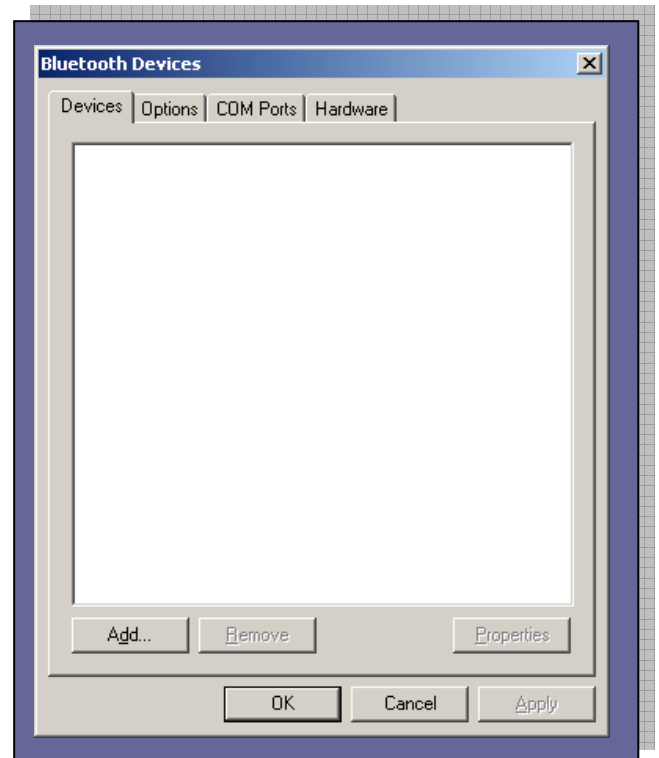 Bluetooth Devices
Devices Options COM Ports Hardware
Add... Remove Properties
OK Cancel Apply